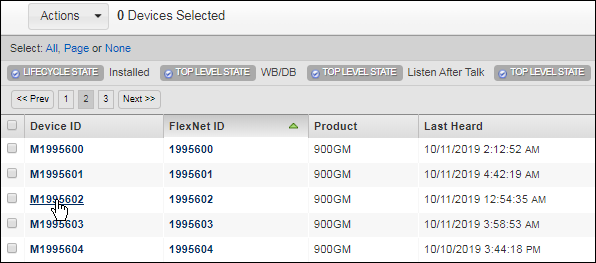 Actions 0 Devices Selected
Select: All, Page or None
LIFECYCLE STATE Installed TOP LEVEL STATE WB/DB TOP LEVEL STATE Listen After Talk TOP LEVEL STATE
<< Prev 1 2 3 Next >>
Device ID FlexNet ID Product Last Heard
M1995600 1995600 900GM 10/11/2019 2:12:52 AM
M1995601 1995601 900GM 10/11/2019 4:42:19 AM
M1995602 1995602 900GM 10/11/2019 12:54:35 AM
M1995603 1995603 900GM 10/11/2019 3:58:53 AM
M1995604 1995604 900GM 10/10/2019 3:44:18 PM